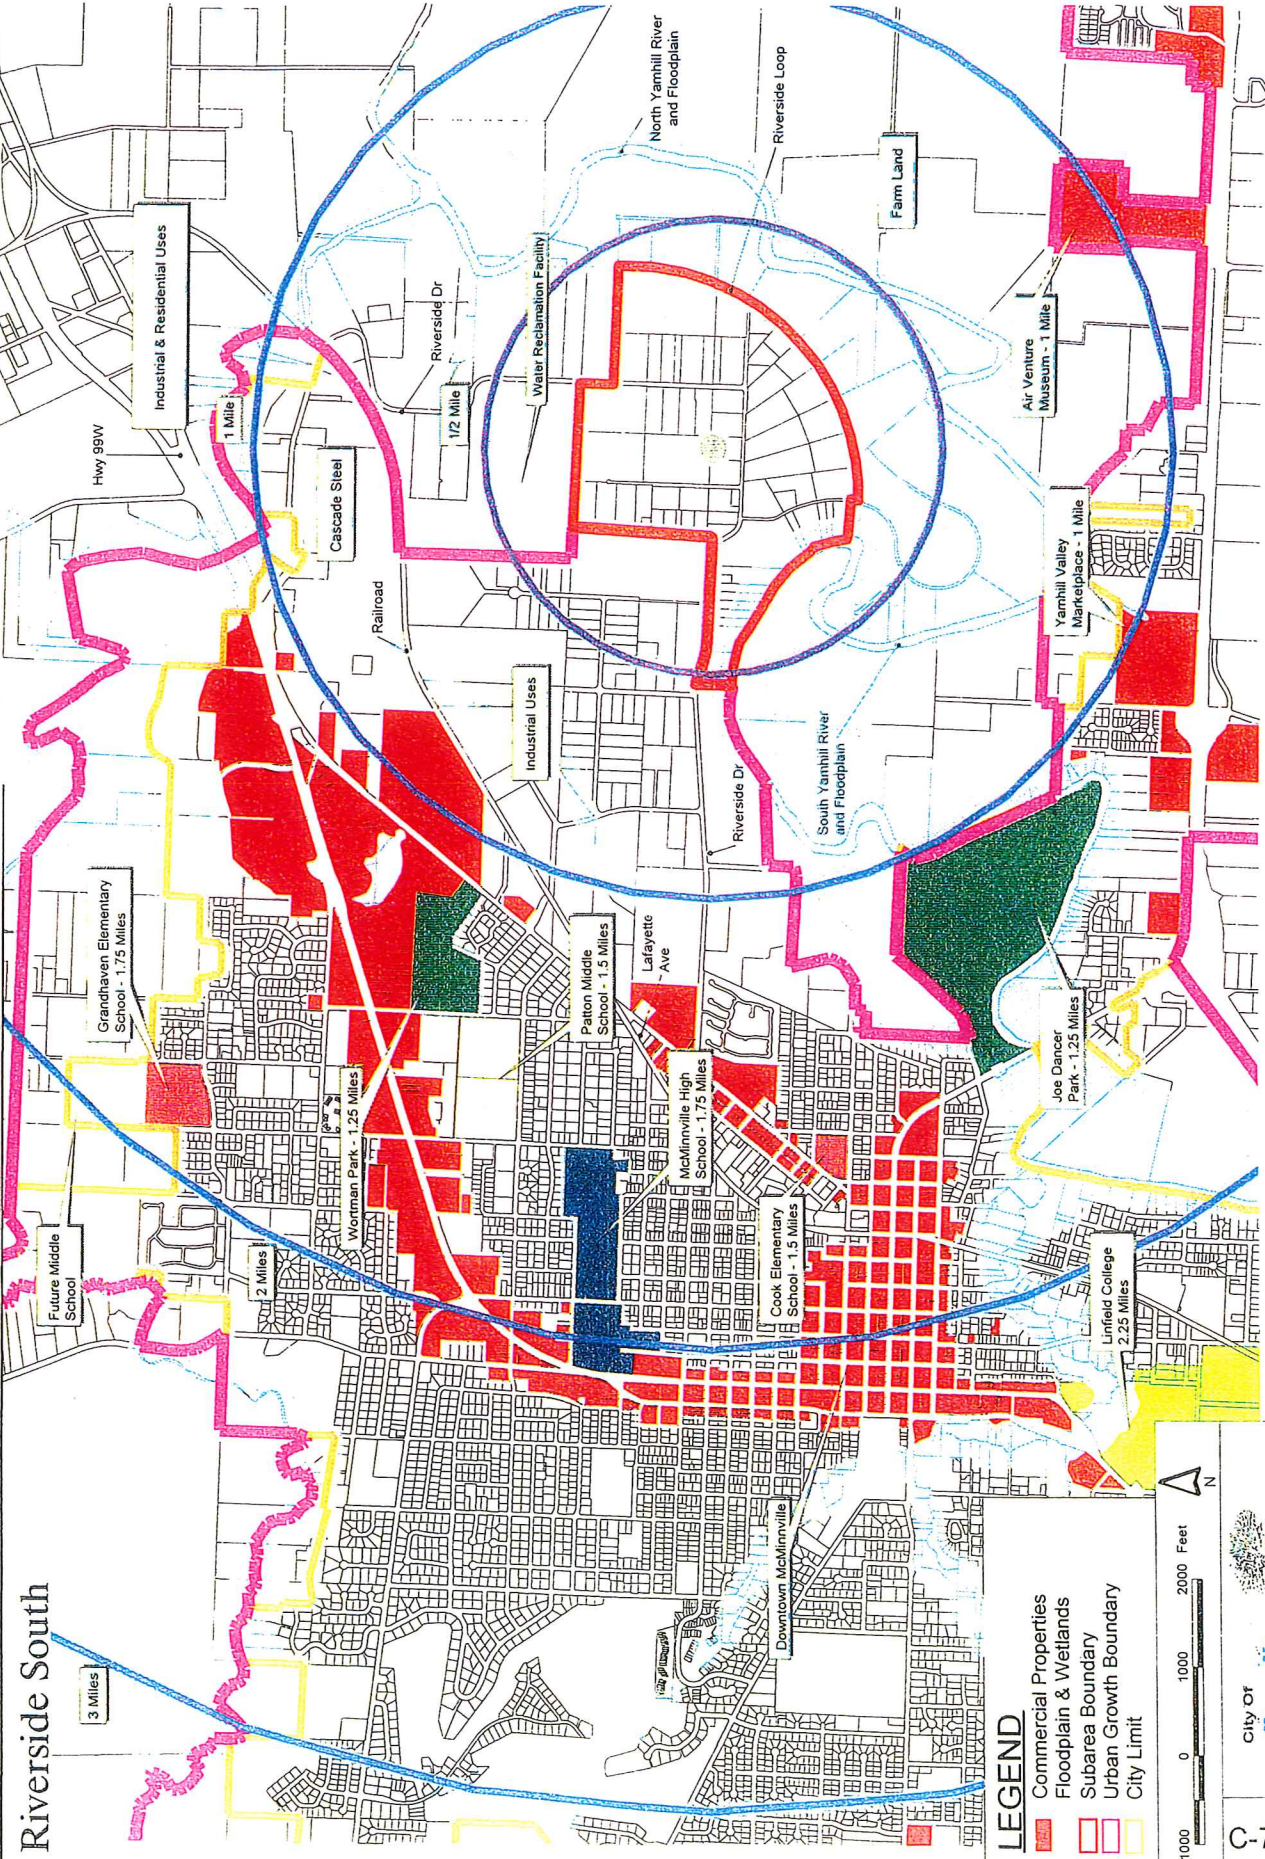 Riverside South
3 Miles
Future Middle
School
2 Miles
Grandhaven Elementary
School - 1.75 Miles
Wortman Park - 1.25 Miles
Patton Middle
School - 1.5 Miles
McMinnville High
School - 1.75 Miles
Cook Elementary
School - 1.5 Miles
Downtown McMinnville
Linfield College
2.25 Miles
Joe Dancer
Park - 1.25 Miles
Lafayette
Ave
Riverside Dr
South Yamhill River
and Floodplain
Industrial Uses
Railroad
Cascade Steel
1 Mile
Hwy 99W
Industrial & Residential Uses
Riverside Dr
1/2 Mile
Water Reclamation Facility
North Yamhill River
and Floodplain
Riverside Loop
Farm Land
Air Venture
Museum - 1 Mile
Yamhill Valley
Marketplace - 1 Mile
LEGEND
Commercial Properties
Floodplain & Wetlands
Subarea Boundary
Urban Growth Boundary
City Limit
1000 0 1000 2000 Feet
N
City Of